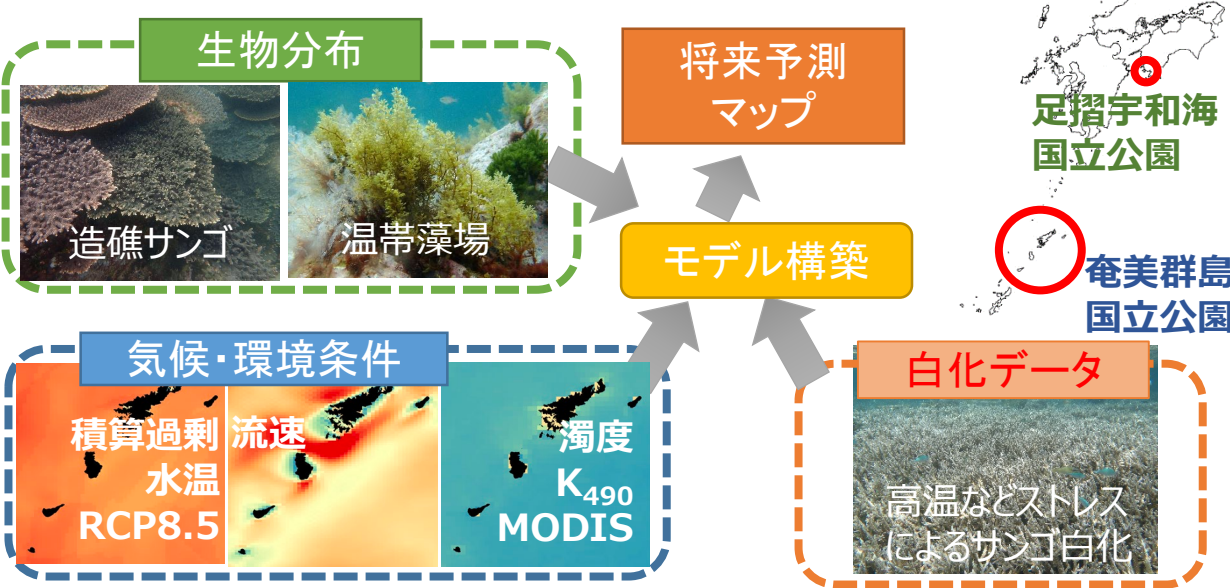 生物分布
造礁サンゴ
温帯藻場
将来予測
マップ
足摺宇和海
国立公園
モデル構築
奄美群島
国立公園
気候・環境条件
積算過剰
水温
RCP8.5
流速
濁度
K490
MODIS
白化データ
高温などストレス
によるサンゴ白化